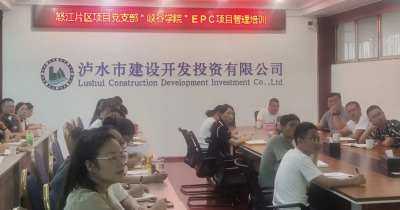 怒江片区项目党支部“峡谷学院”EPC项目管理培训
泸水市建设开发投资有限公司
Lushui Construction Development Investment Co.,Ltd